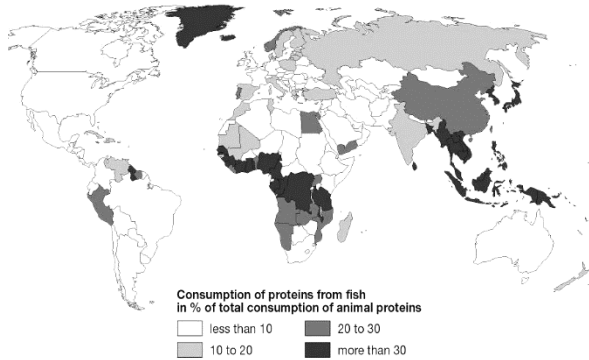 Consumption of proteins from fish
in % of total consumption of animal proteins
less than 10
20 to 30
10 to 20
more than 30